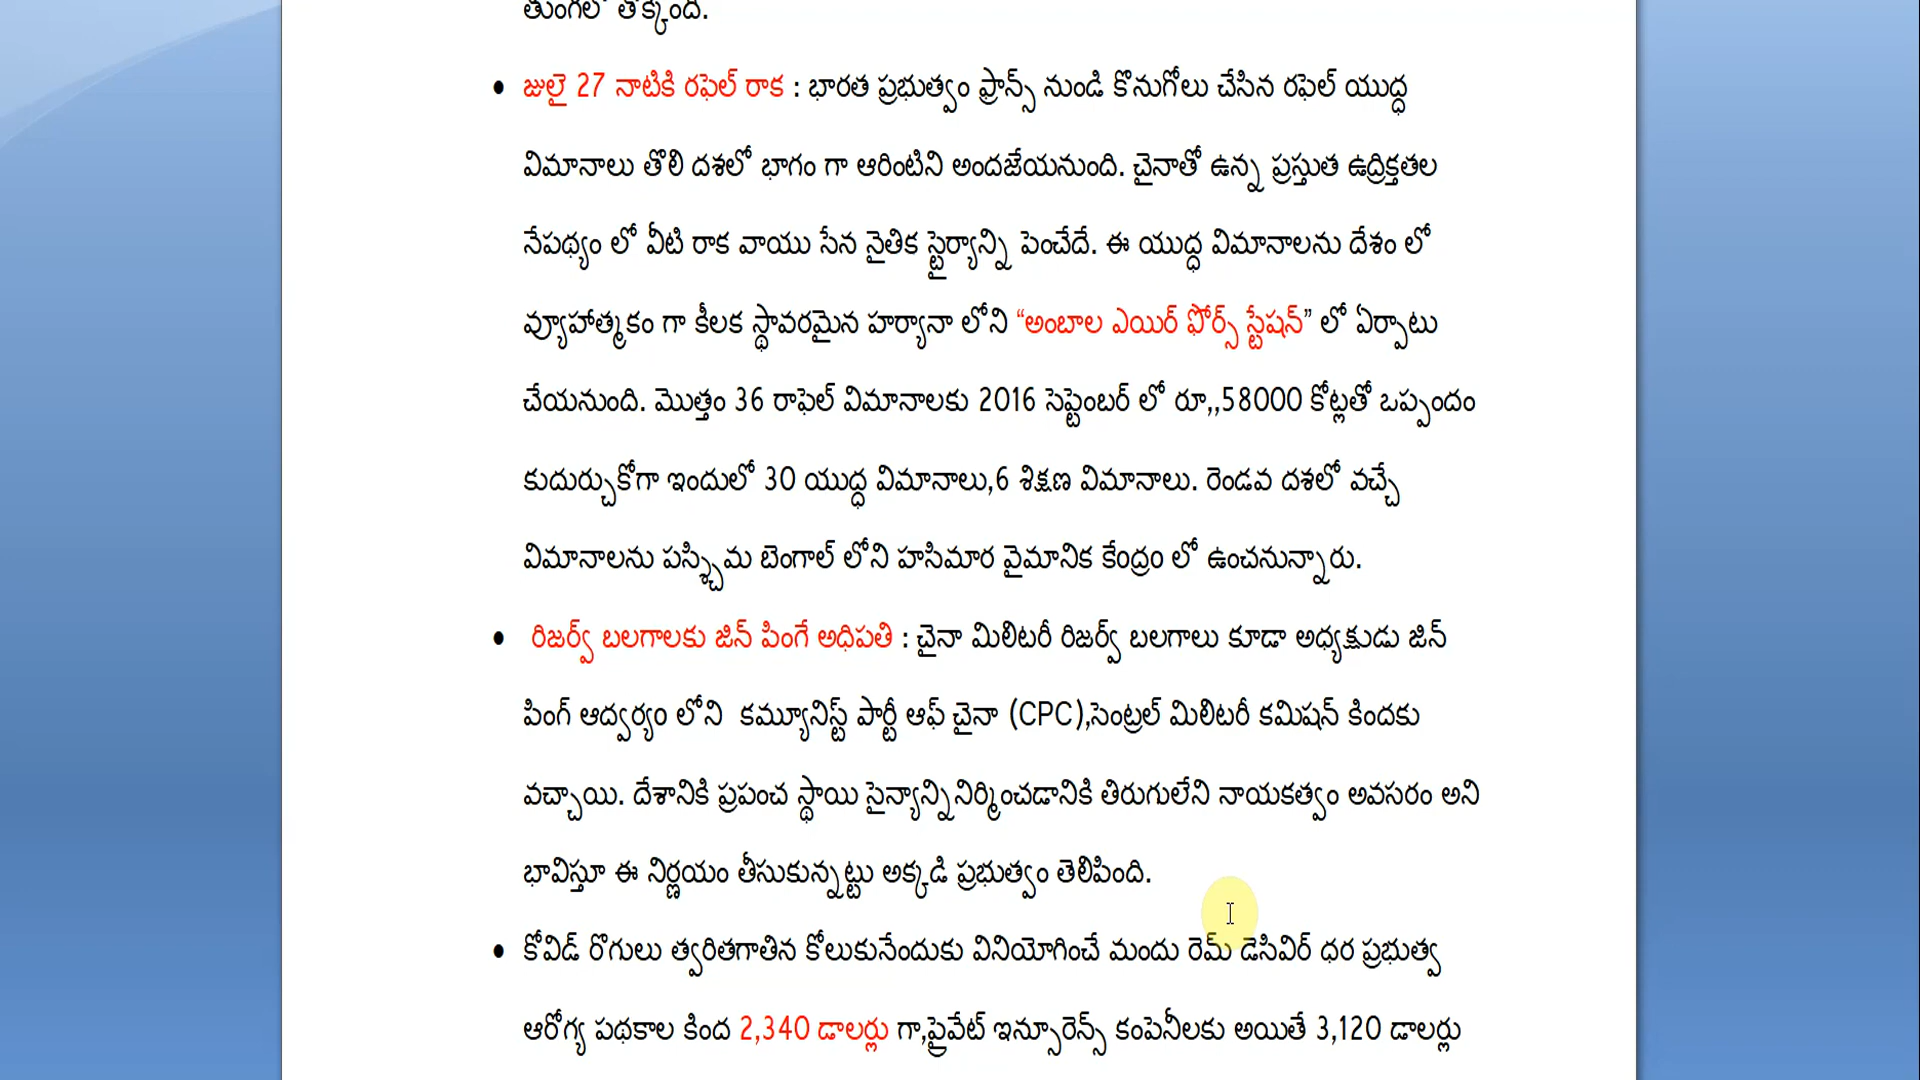 తుంగలో తొక్కింది.
• జులై 27 నాటికి రఫెల్ రాక : భారత ప్రభుత్వం ఫ్రాన్స్ నుండి కొనుగోలు చేసిన రఫెల్ యుద్ధ
విమానాలు తొలి దశలో భాగం గా ఆరింటిని అందజేయనుంది. చైనాతో ఉన్న ప్రస్తుత ఉద్రిక్తతల
నేపథ్యం లో వీటి రాక వాయు సేన నైతిక స్టైర్యాన్ని పెంచేదే. ఈ యుద్ధ విమానాలను దేశం లో
వ్యూహాత్మకం గా కీలక స్థావరమైన హర్యానా లోని “అంబాల ఎయిర్ ఫోర్స్ స్టేషన్” లో ఏర్పాటు
చేయనుంది. మొత్తం 36 రాఫెల్ విమానాలకు 2016 సెప్టెంబర్ లో రూ,,58000 కోట్లతో ఒప్పందం
కుదుర్చుకోగా ఇందులో 30 యుద్ధ విమానాలు,6 శిక్షణ విమానాలు. రెండవ దశలో వచ్చే
విమానాలను పస్చ్చిమ బెంగాల్ లోని హసిమార వైమానిక కేంద్రం లో ఉంచనున్నారు.
• రిజర్వ్ బలగాలకు జిన్ పింగే అధిపతి : చైనా మిలిటరీ రిజర్వ్ బలగాలు కూడా అధ్యక్షుడు జిన్
పింగ్ ఆద్వర్యం లోని కమ్యూనిస్ట్ పార్టీ ఆఫ్ చైనా (CPC),సెంట్రల్ మిలిటరీ కమిషన్ కిందకు
వచ్చాయి. దేశానికి ప్రపంచ స్థాయి సైన్యాన్నినిర్మించడానికి తిరుగులేని నాయకత్వం అవసరం అని
భావిస్తూ ఈ నిర్ణయం తీసుకున్నట్టు అక్కడి ప్రభుత్వం తెలిపింది.
• కోవిడ్ రొగులు త్వరితగాతిన కోలుకునేందుకు వినియోగించే మందు రెమ్ డెసివిర్ ధర ప్రభుత్వ
ఆరోగ్య పథకాల కింద 2,340 డాలర్లు గా,ప్రైవేట్ ఇన్సూరెన్స్ కంపెనీలకు అయితే 3,120 డాలర్లు